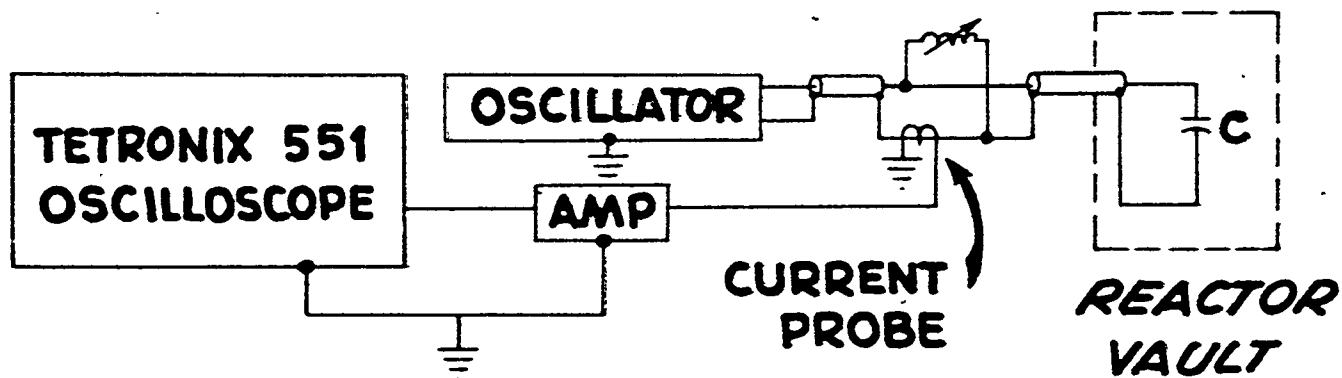 TETRONIX 551
OSCILLOSCOPE
OSCILLATOR
AMP
CURRENT
PROBE
C
REACTOR
VAULT